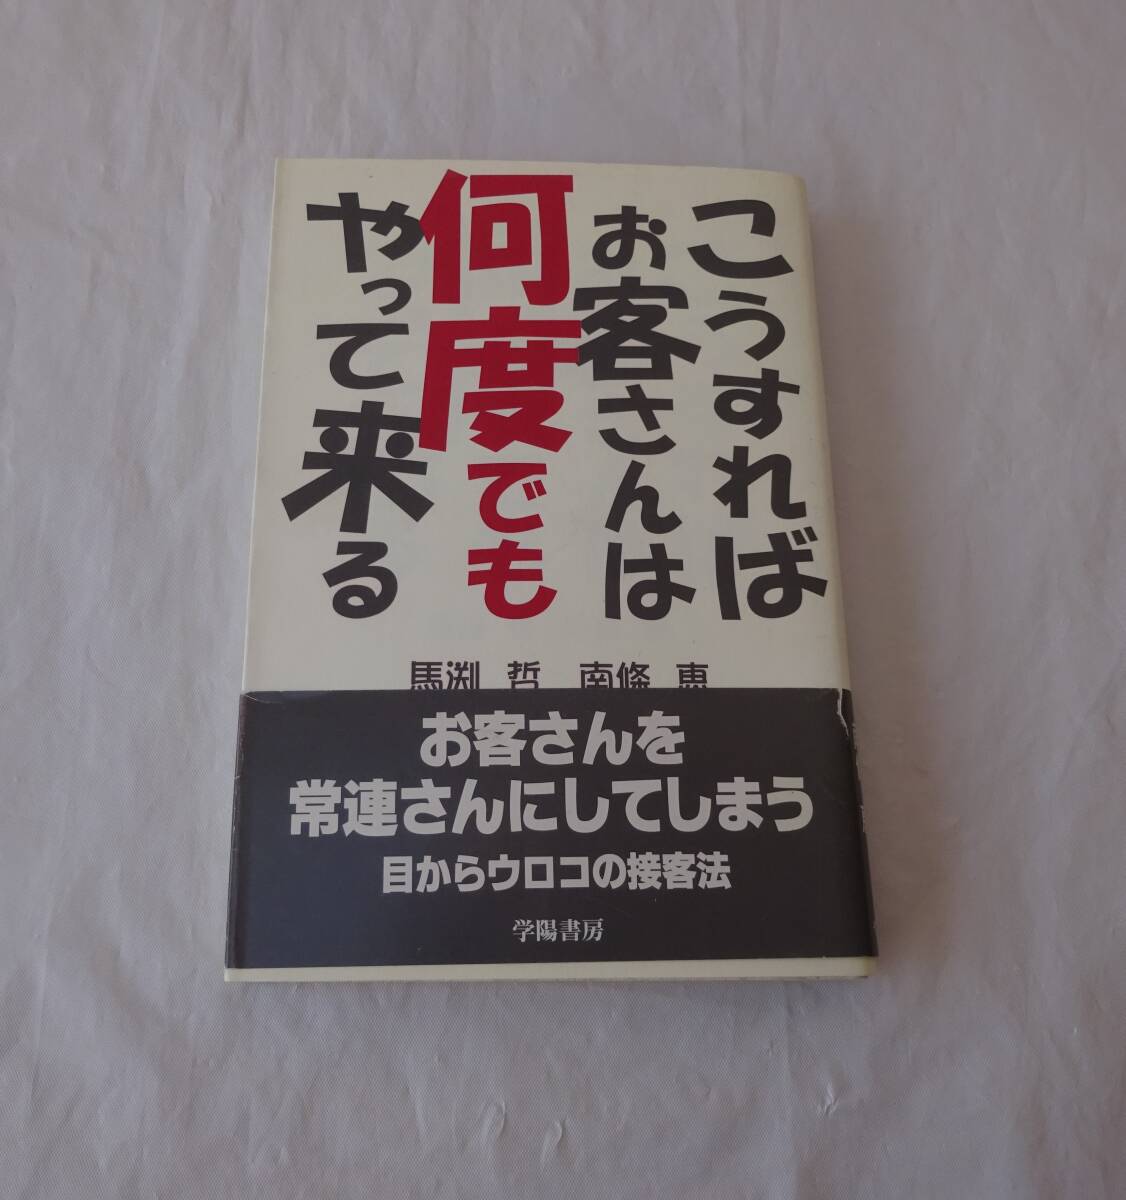 こうすれば
お客さんは
何度でも
やって来る
馬渕 哲 南條 恵
お客さんを
常連さんにしてしまう
目からウロコの接客法
学陽書房